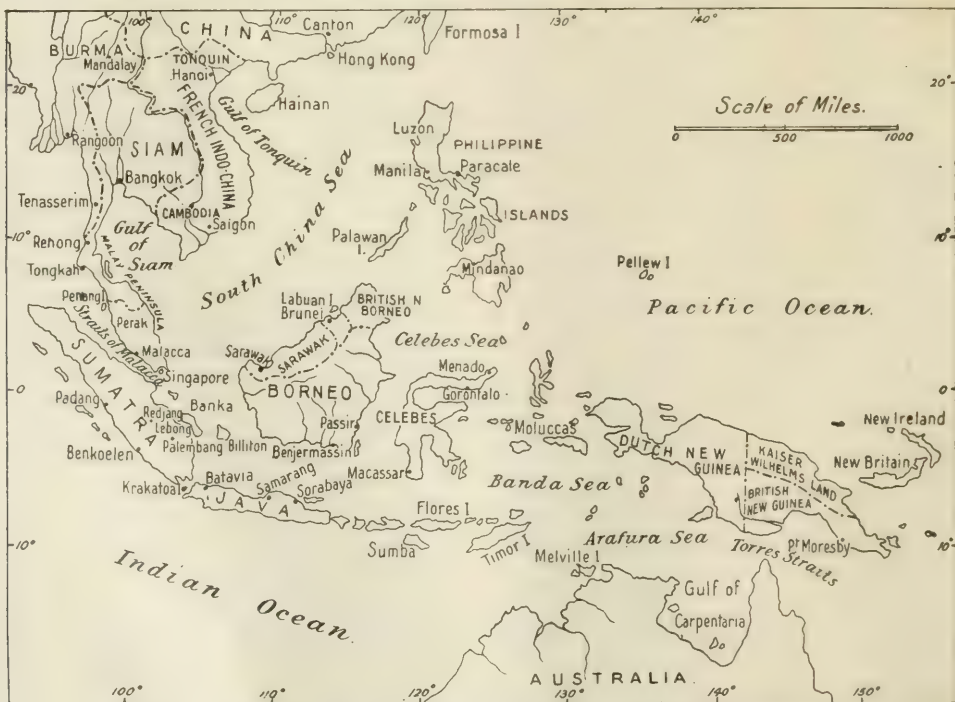 100°
110°
120°
130°
140°
150°
CHINA
Canton
Formosa I
BURMA
TONQUIN
Mandalay
Hanoi
Hong Kong
20°
20°
Hainan
Gulf of Tonquin
FRENCH INDO-CHINA
Scale of Miles.
0 500 1000
Luzon
PHILIPPINE
Rangoon
SIAM
Manila
Paracale
Bangkok
South China Sea
Tenasserim
CAMBODIA
Saigon
ISLANDS
10°
10°
Rehong
Gulf of Siam
Palawan I.
Tongkah
MALAY PENINSULA
Mindanao
Pellew I
Pacific Ocean.
Penang I
Perak
Labuan I
Brunei
BRITISH N BORNEO
Straits of Malacca
Malacca
Sarawak
SARAWAK
Celebes Sea
Singapore
Menado
0
0
SUMATRA
BORNEO
Gorontalo
Padang
Banka
CELEBES
New Ireland
Redjang Lebong
Passir
Moluccas
DUTCH NEW GUINEA
KAISER WILHELMS LAND
New Britain
Benkoelen
Palembang
Billiton
Benjermassin
Macassar
Batavia
Samarang
Banda Sea
BRITISH NEW GUINEA
Krakatoa I
Sorabaya
JAVA
Flores I
Arafura Sea
10°
10°
Sumba
Timor I
Melville I
Torres Straits
Pt Moresby
Indian Ocean.
Gulf of Carpentaria
AUSTRALIA.
100°
110°
120°
130°
140°
150°